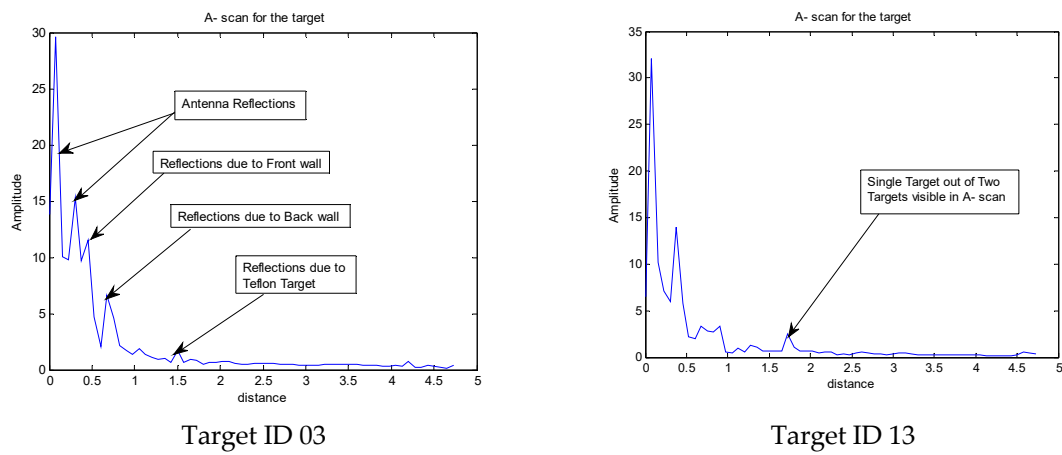 A- scan for the target
30
25
20
15
10
5
0
Amplitude
Antenna Reflections
Reflections due to Front wall
Reflections due to Back wall
Reflections due to
Teflon Target
0 0.5 1 1.5 2 2.5 3 3.5 4 4.5 5
distance
Target ID 03
A- scan for the target
35
30
25
20
15
10
5
0
Amplitude
Single Target out of Two
Targets visible in A- scan
0 0.5 1 1.5 2 2.5 3 3.5 4 4.5 5
distance
Target ID 13